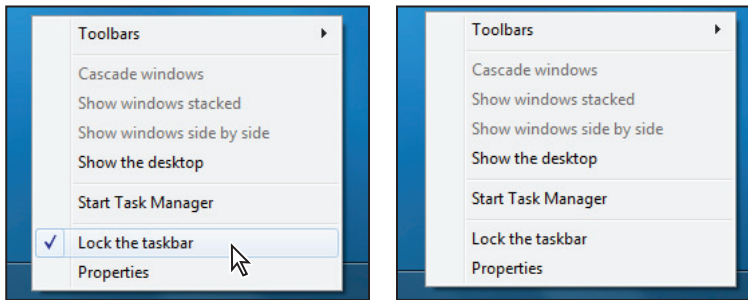 Toolbars
Cascade windows
Show windows stacked
Show windows side by side
Show the desktop
Start Task Manager
Lock the taskbar
Properties
Toolbars
Cascade windows
Show windows stacked
Show windows side by side
Show the desktop
Start Task Manager
Lock the taskbar
Properties